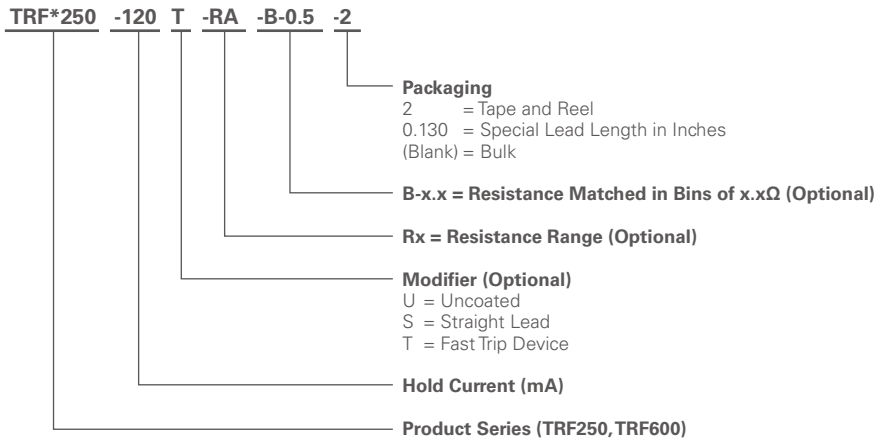 TRF*250 -120 T -RA -B-0.5 -2
Packaging
2 = Tape and Reel
0.130 = Special Lead Length in Inches
(Blank) = Bulk
B-x.x = Resistance Matched in Bins of x.xΩ (Optional)
Rx = Resistance Range (Optional)
Modifier (Optional)
U = Uncoated
S = Straight Lead
T = Fast Trip Device
Hold Current (mA)
Product Series (TRF250, TRF600)